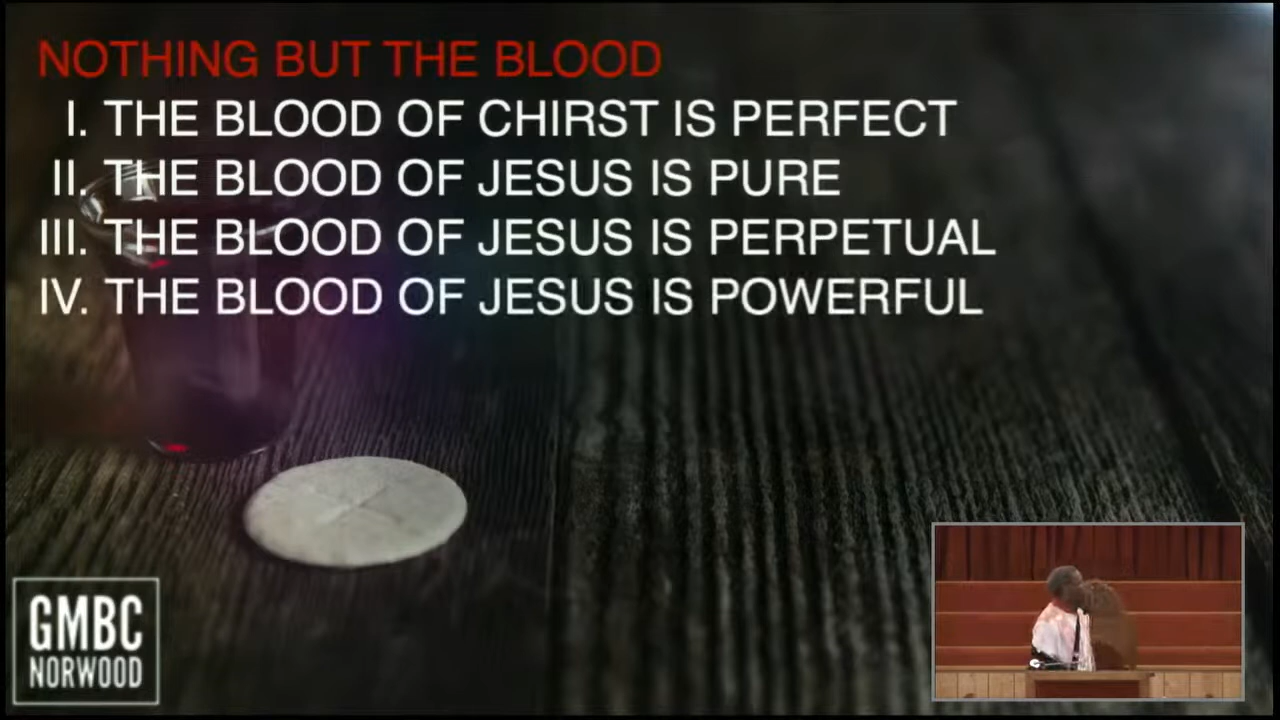 NOTHING BUT THE BLOOD
I. THE BLOOD OF CHIRST IS PERFECT
II. THE BLOOD OF JESUS IS PURE
III. THE BLOOD OF JESUS IS PERPETUAL
IV. THE BLOOD OF JESUS IS POWERFUL
GMBC
NORWOOD